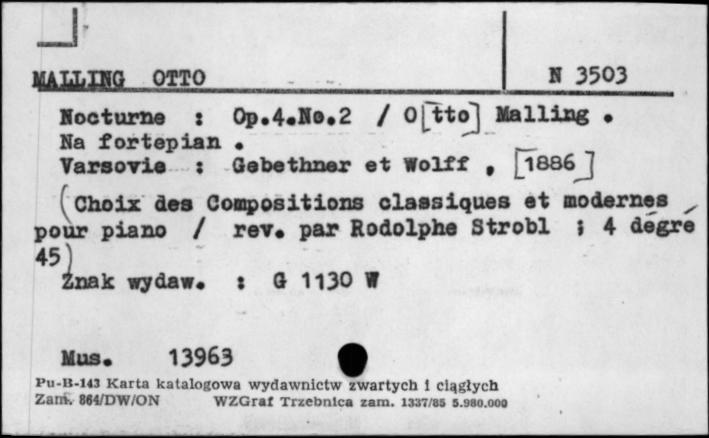 MALLING OTTO N 3503
Nocturne : Op.4.No.2 / O[tto] Malling .
Na fortepian .
Varsovie : Gebethner et Wolff , [1886]
(Choix des Compositions classiques et modernes
pour piano / rev. par Rodolphe Strobl ; 4 degré
45)
Znak wydaw. : G 1130 W
Mus. 13963
Pu-B-143 Karta katalogowa wydawnictw zwartych i ciągłych
Zam. 864/DW/ON WZGraf Trzebnica zam. 1337/85 5.980.000